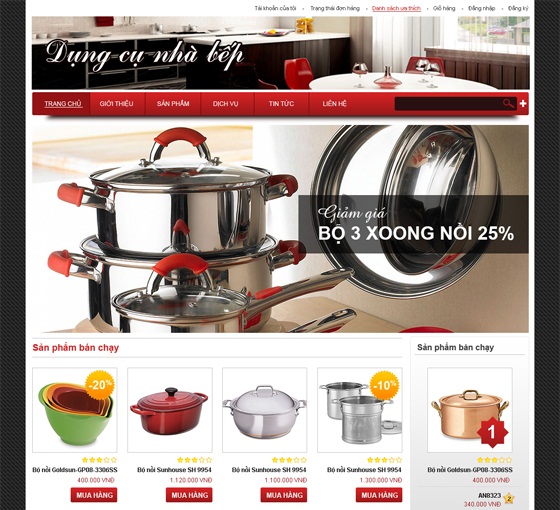 Tài khoản của tôi
Trạng thái đơn hàng
Danh sách ưa thích
Giỏ hàng
Đăng nhập
Đăng ký
Dụng cụ nhà bếp
TRANG CHỦ
GIỚI THIỆU
SẢN PHẨM
DỊCH VỤ
TIN TỨC
LIÊN HỆ
Giảm giá
BỘ 3 XOONG NỒI 25%
Sản phẩm bán chạy
Sản phẩm bán chạy
-20%
-10%
1
Bộ nồi Goldsun-GP08-3306SS
Bộ nồi Sunhouse SH 9954
Bộ nồi Sunhouse SH 9954
Bộ nồi Sunhouse SH 9954
Bộ nồi Goldsun-GP08-3306SS
400.000 VNĐ
1.120.000 VNĐ
1.100.000 VNĐ
1.300.000 VNĐ
400.000 VNĐ
MUA HÀNG
MUA HÀNG
MUA HÀNG
MUA HÀNG
AN8323
2
340.000 VNĐ